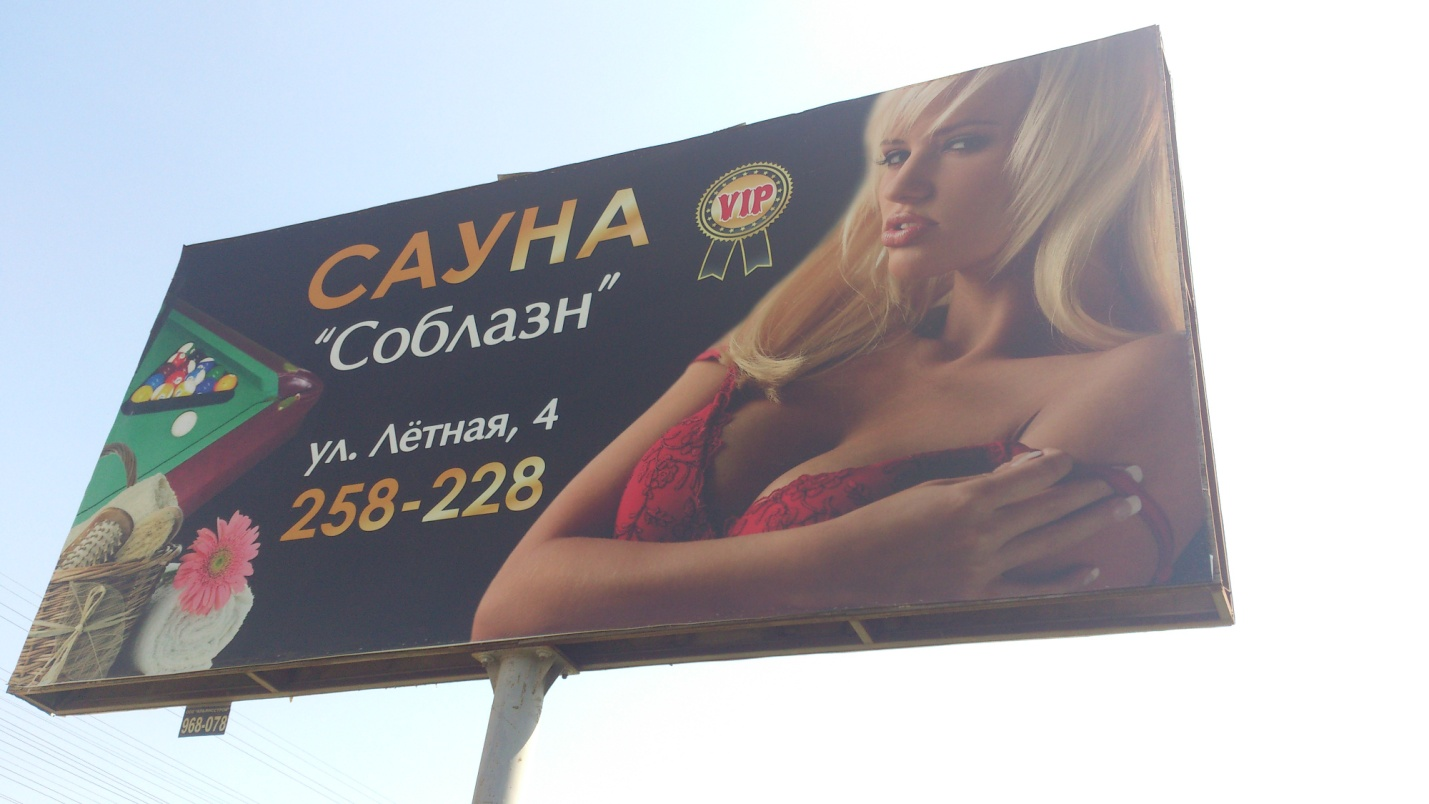 САУНА
"Соблазн"
VIP
ул. Лётная, 4
258-228
968-078